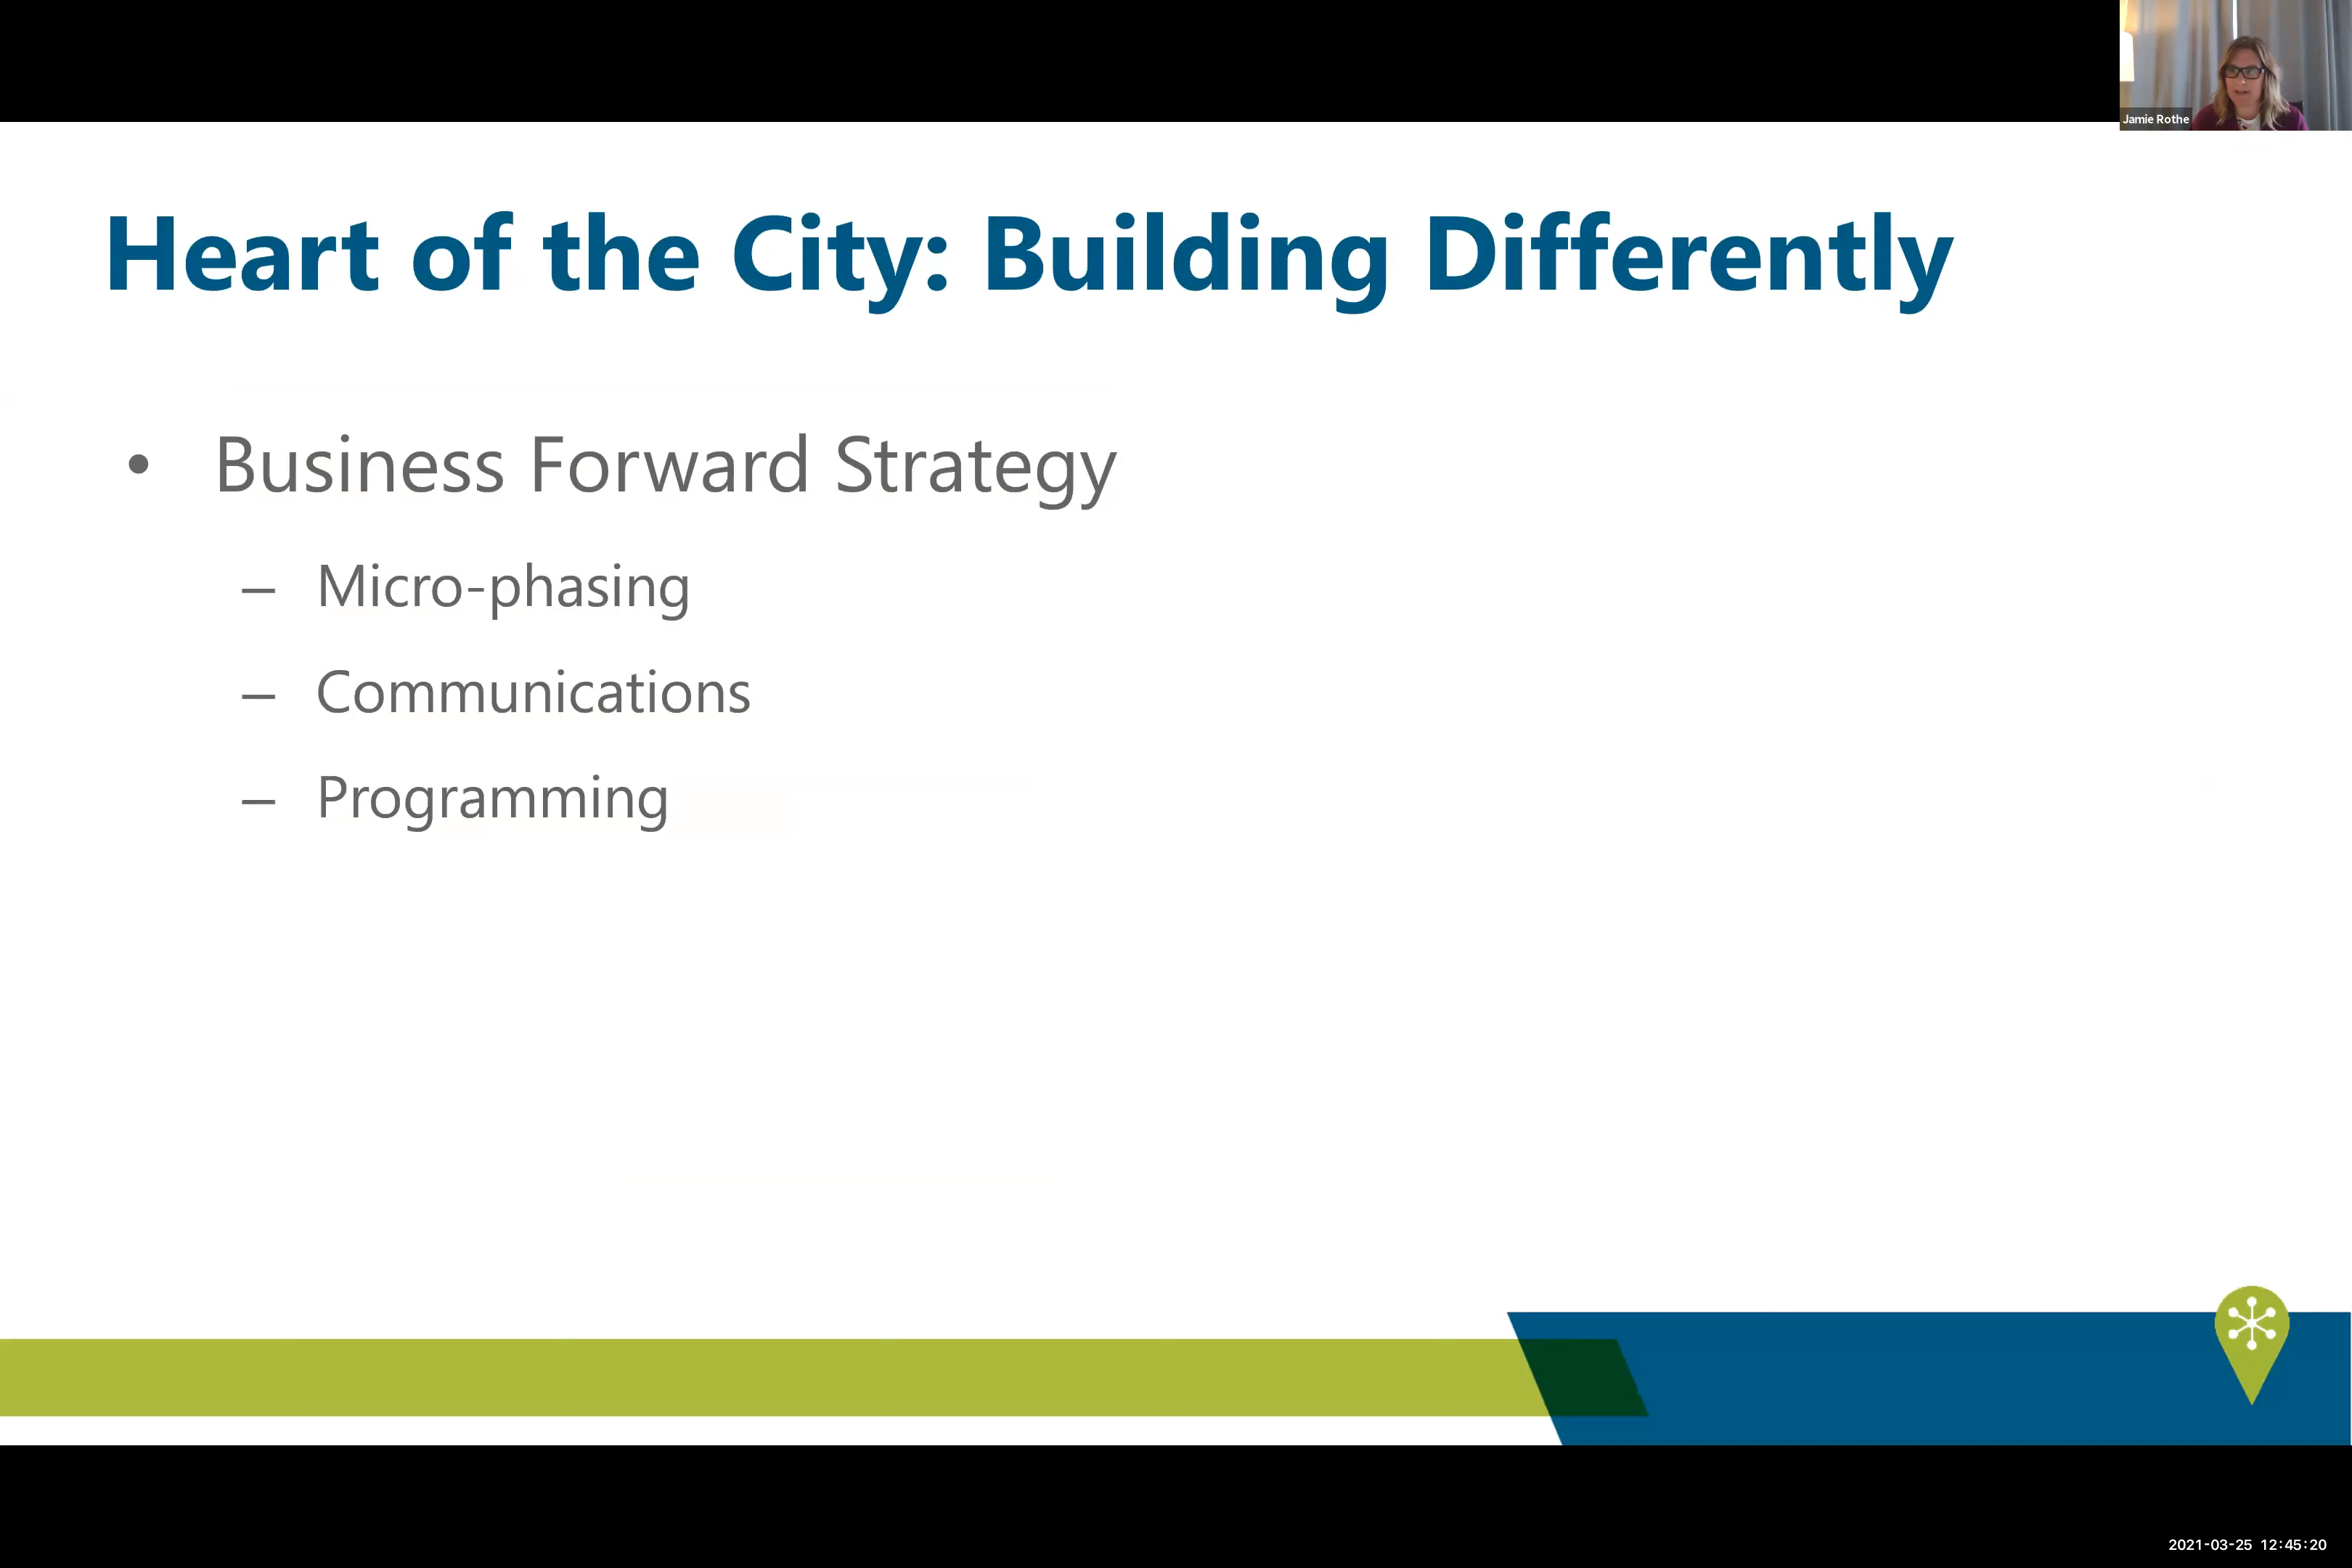 Jamie Rothe
Heart of the City: Building Differently
• Business Forward Strategy
– Micro-phasing
– Communications
– Programming
2021-03-25 12:45:20